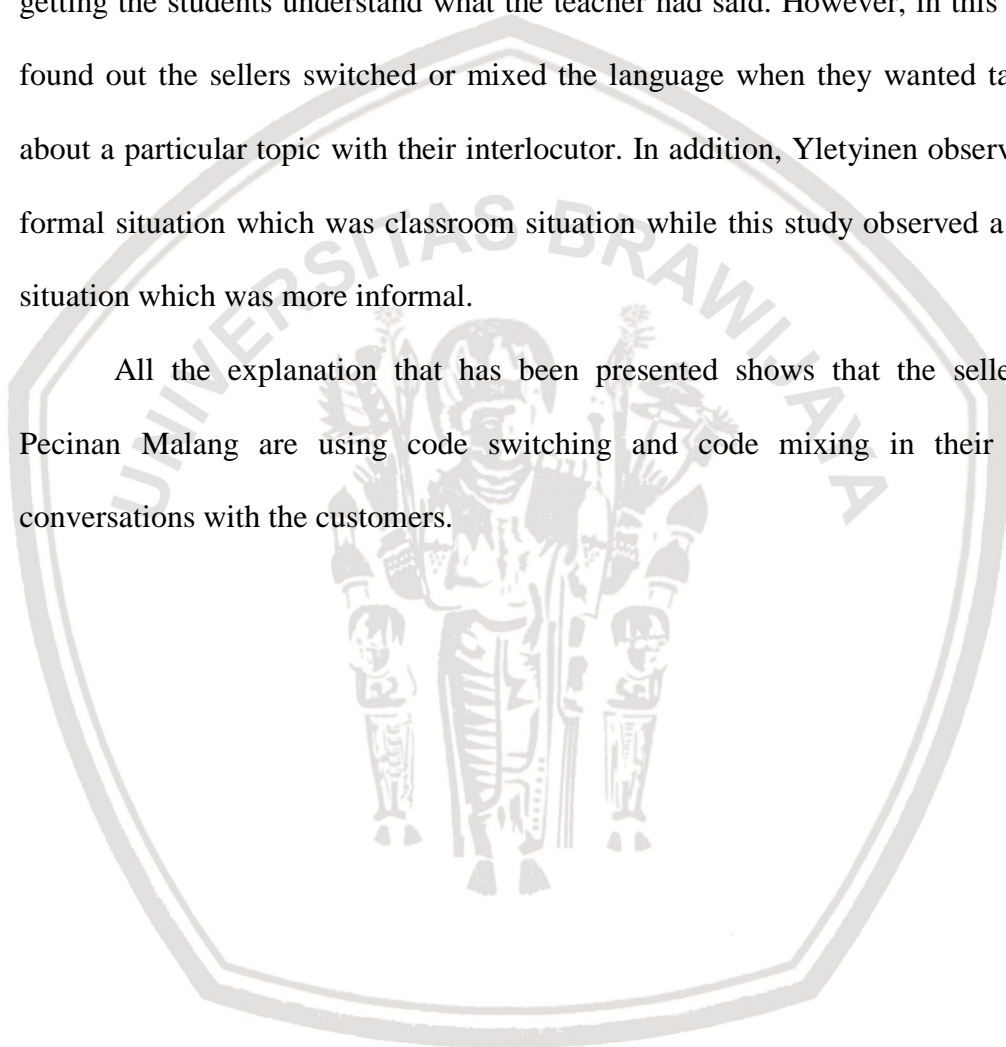 getting the students understand what the teacher had said. However, in this
found out the sellers switched or mixed the language when they wanted
about a particular topic with their interlocutor. In addition, Yletyinen
formal situation which was classroom situation while this study observed a
situation which was more informal.
All the explanation that has been presented shows that the
Pecinan Malang are using code switching and code mixing in their
conversations with the customers.
UNIVERSITAS BRAWIJAYA